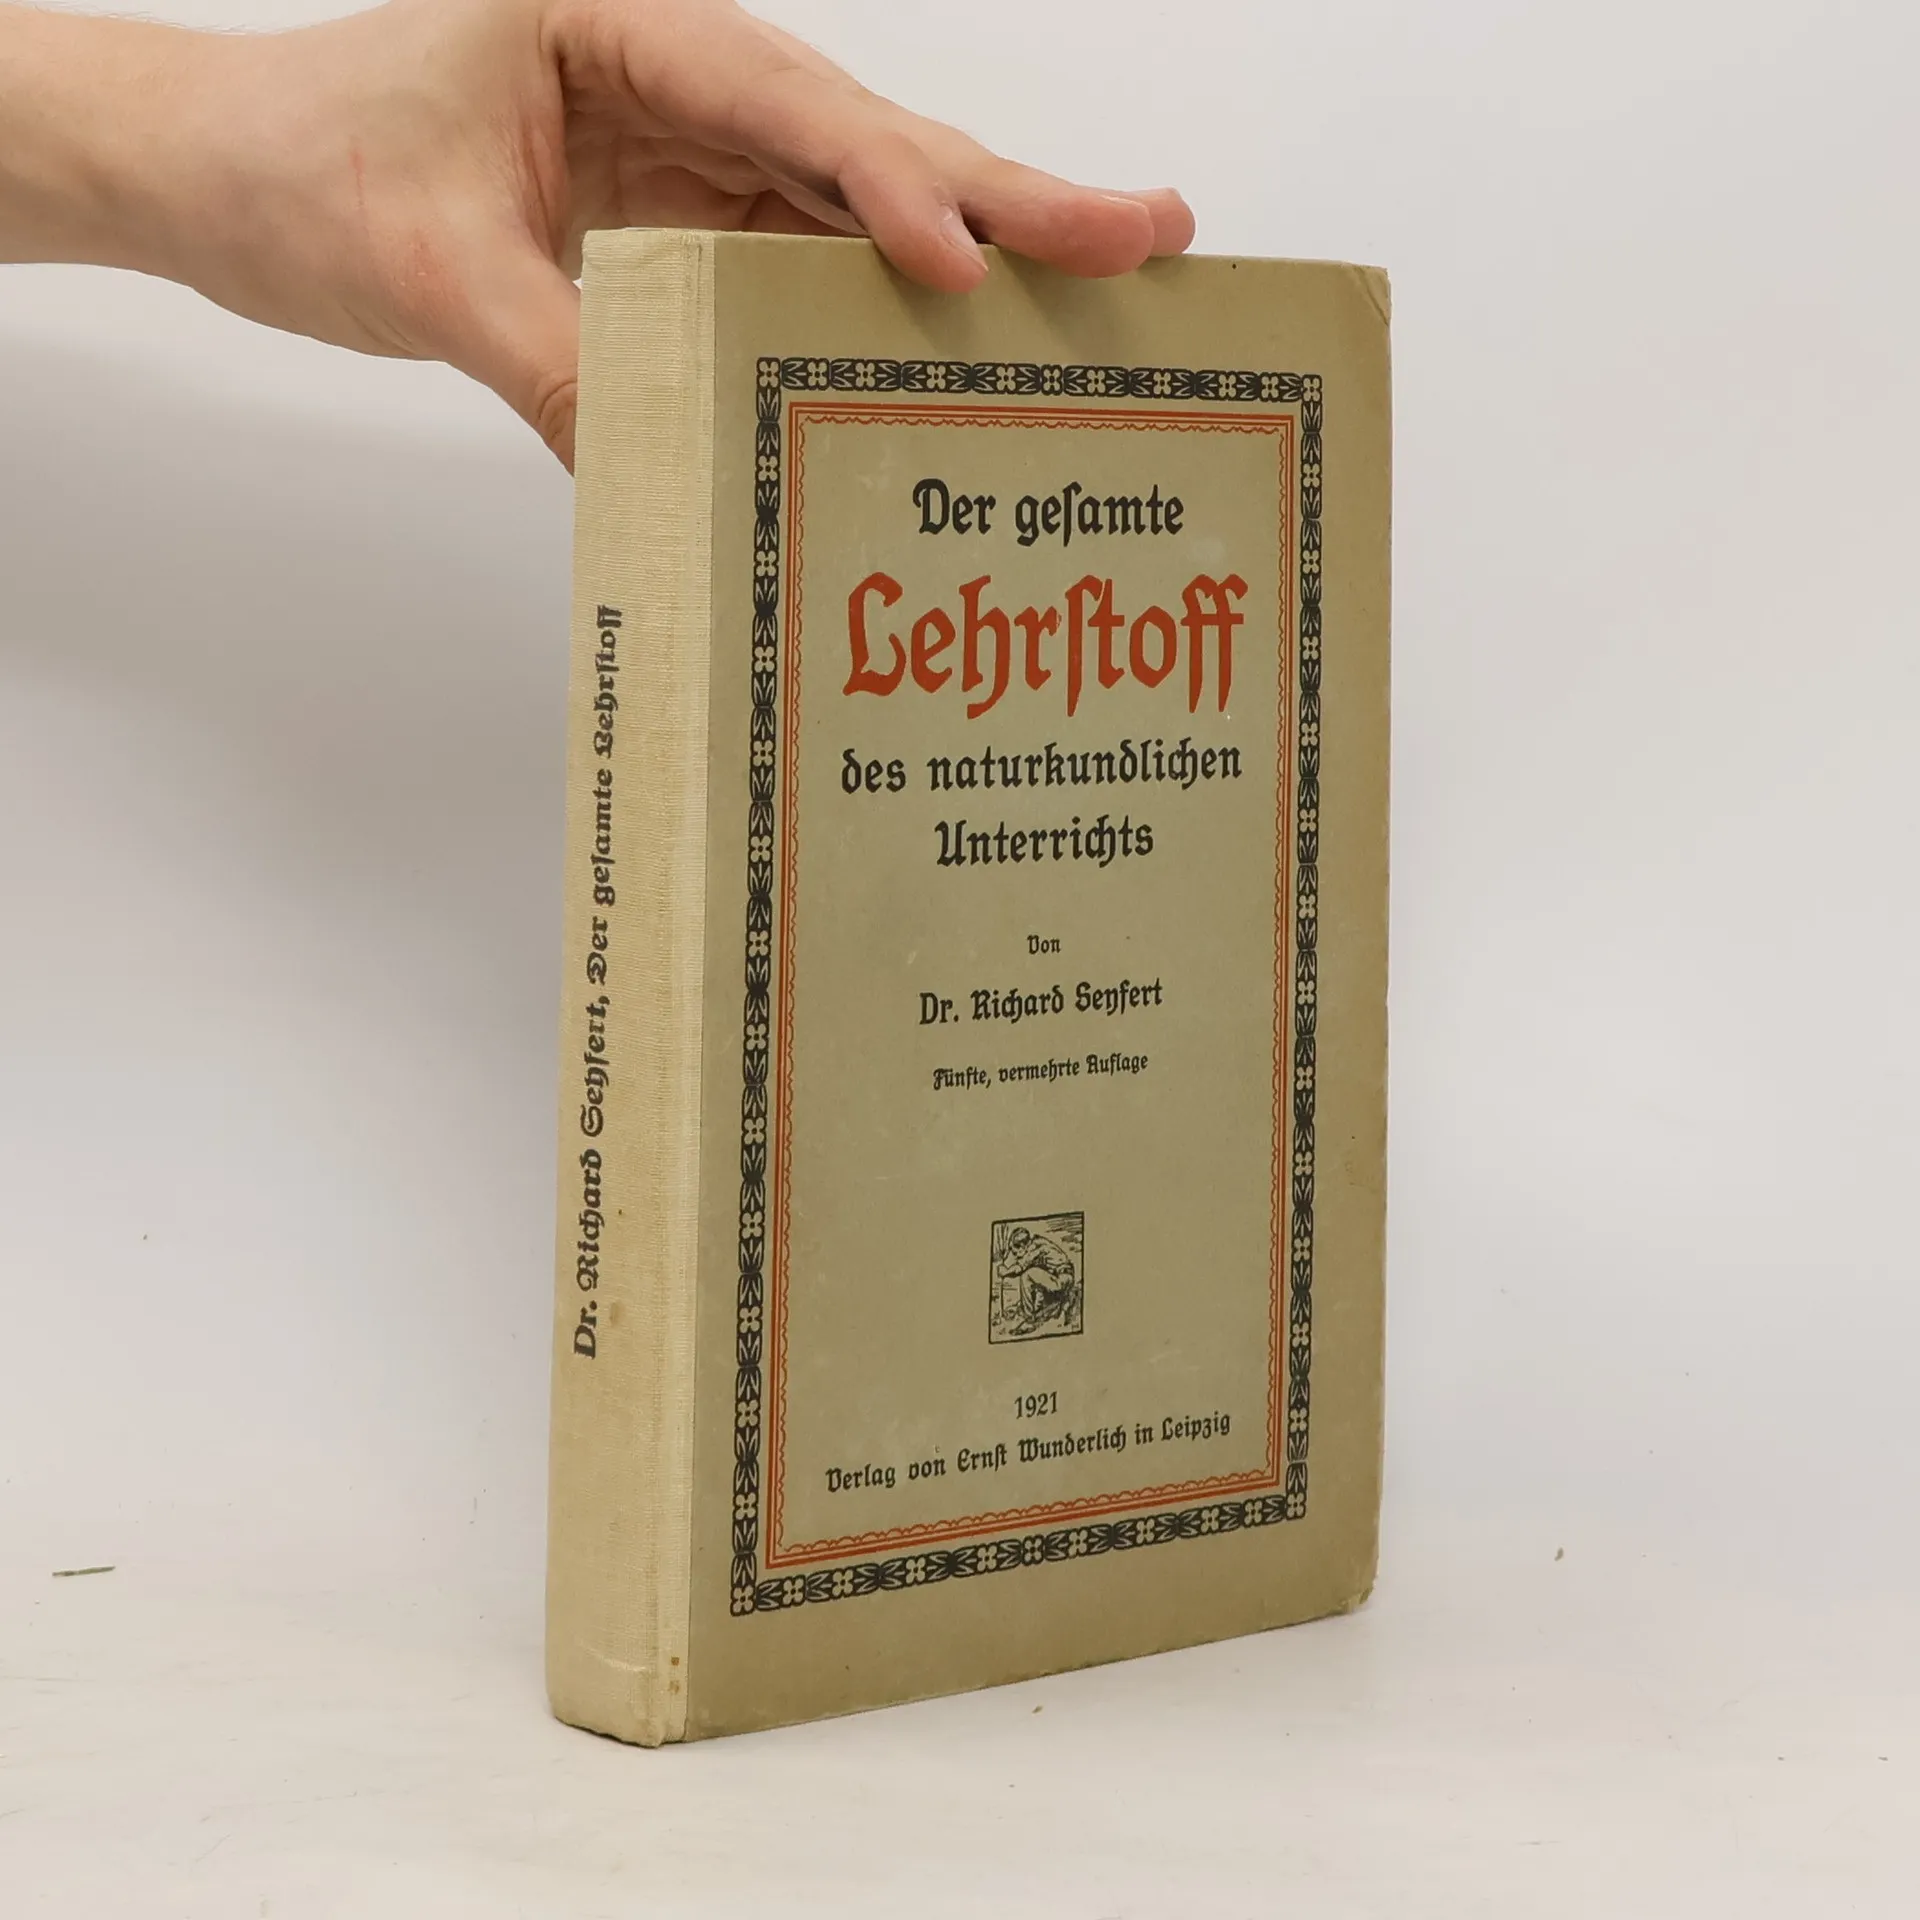 Der geſamte
Lehrſtoff
des naturkundlichen
Unterrichts
Von
Dr. Richard Seyfert
Fünfte, vermehrte Auflage
1921
Verlag von Ernſt Wunderlich in Leipzig
Dr. Richard Seyfert, Der geſamte Lehrſtoff